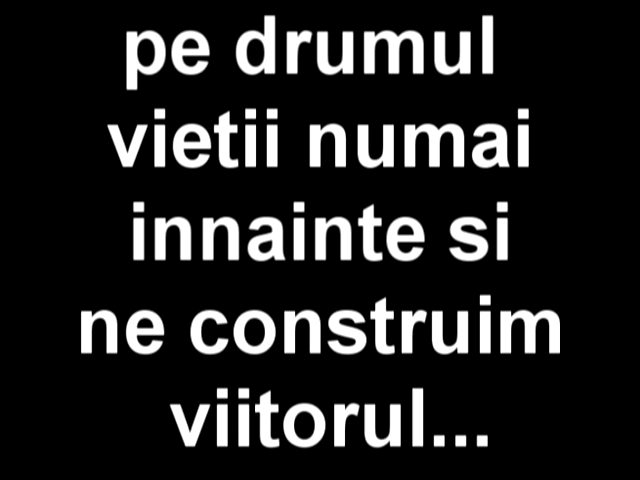 pe drumul
vietii numai
innainte si
ne construim
viitorul...